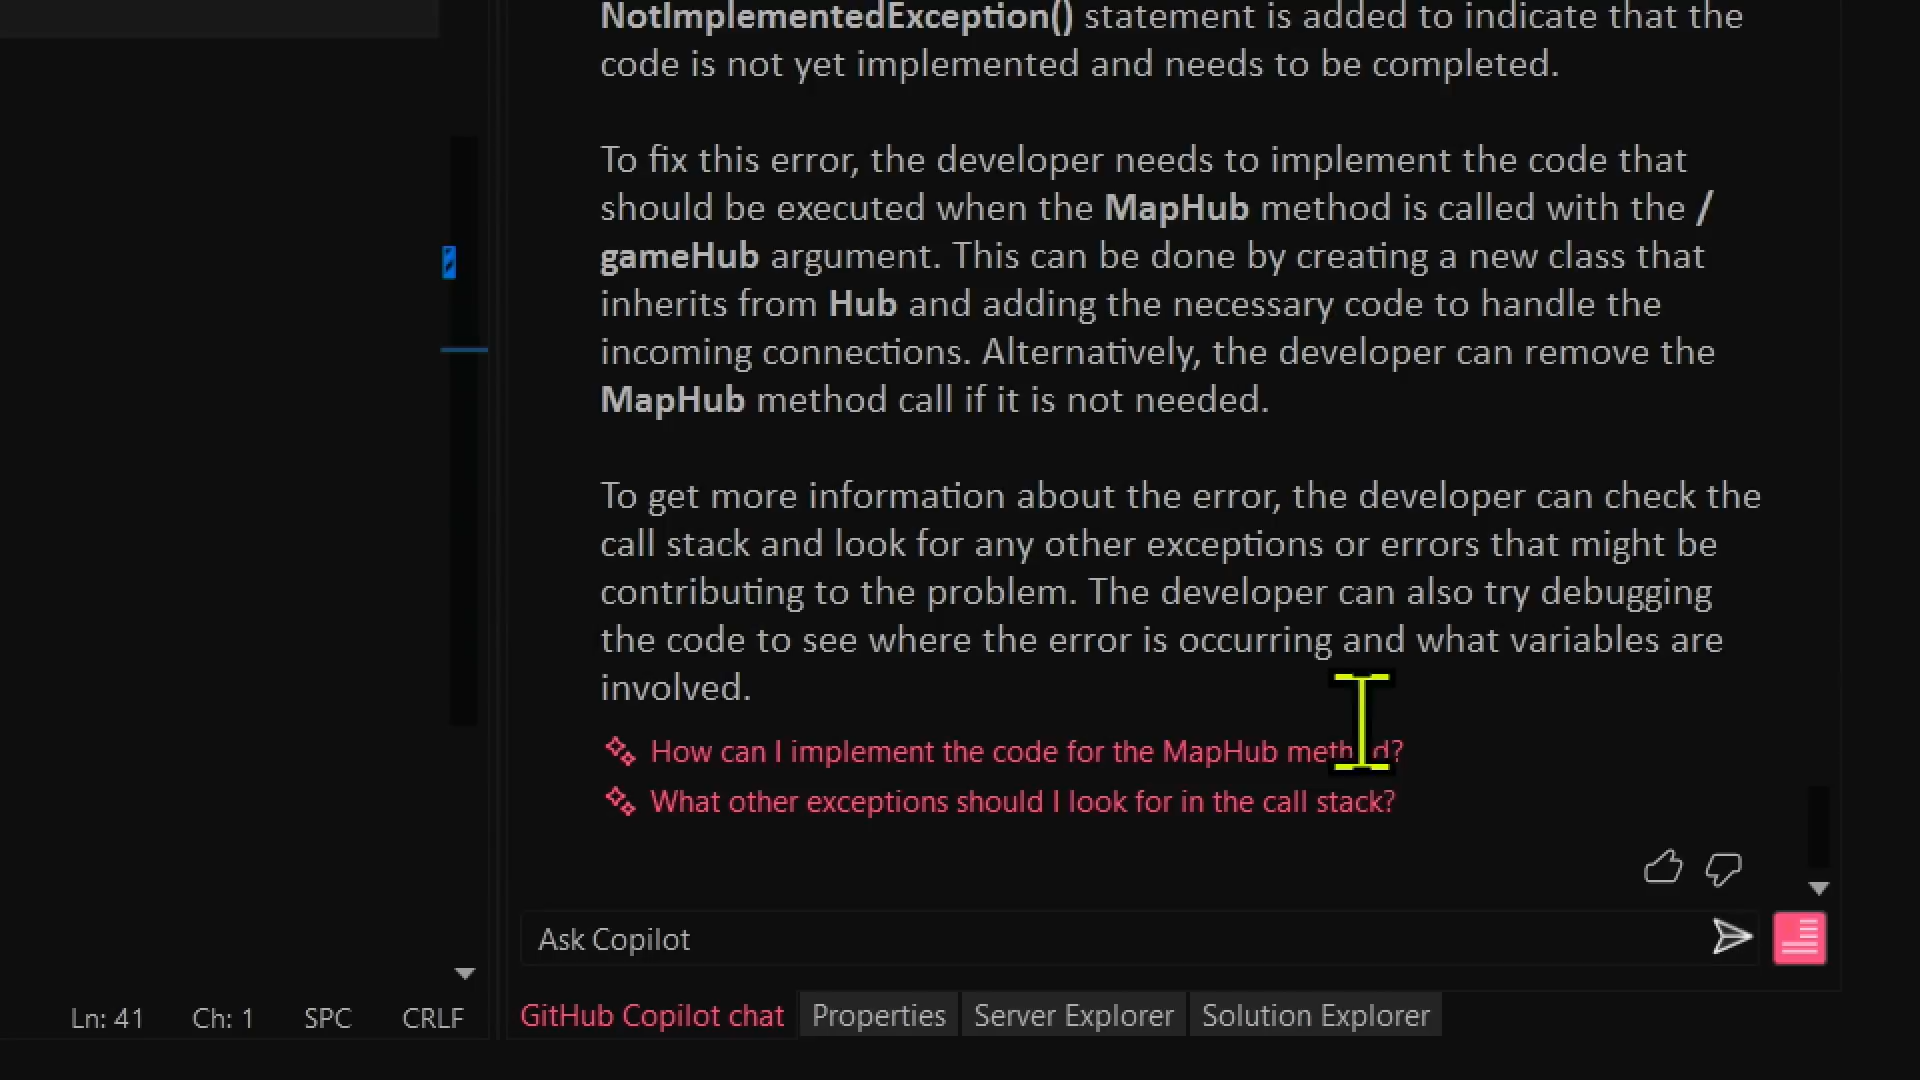 NotImplementedException() statement is added to indicate that the
code is not yet implemented and needs to be completed.
To fix this error, the developer needs to implement the code that
should be executed when the MapHub method is called with the /
gameHub argument. This can be done by creating a new class that
inherits from Hub and adding the necessary code to handle the
incoming connections. Alternatively, the developer can remove the
MapHub method call if it is not needed.
To get more information about the error, the developer can check the
call stack and look for any other exceptions or errors that might be
contributing to the problem. The developer can also try debugging
the code to see where the error is occurring and what variables are
involved.
How can I implement the code for the MapHub method?
What other exceptions should I look for in the call stack?
Ask Copilot
Ln: 41 Ch: 1 SPC CRLF
GitHub Copilot chat Properties Server Explorer Solution Explorer